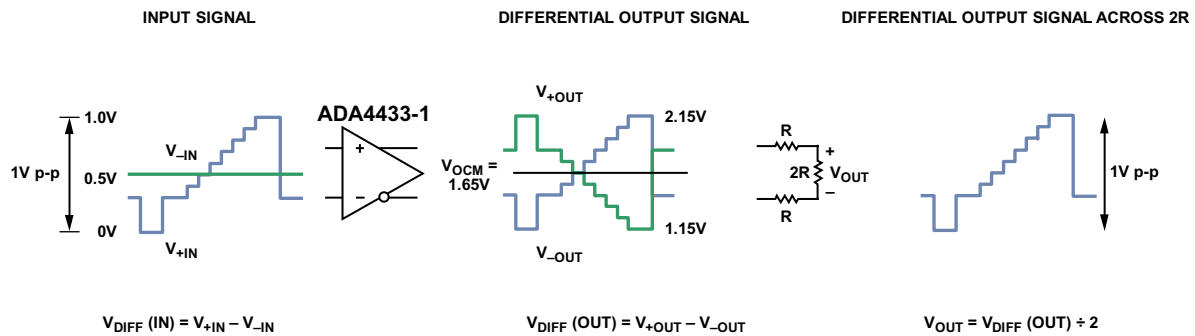 INPUT SIGNAL
DIFFERENTIAL OUTPUT SIGNAL
DIFFERENTIAL OUTPUT SIGNAL ACROSS 2R
1V p-p
1.0V
0.5V
0V
V–IN
V+IN
ADA4433-1
+
–
V+OUT
VOCM =
1.65V
V–OUT
2.15V
1.15V
R
2R
R
+
VOUT
–
1V p-p
VDIFF (IN) = V+IN – V–IN
VDIFF (OUT) = V+OUT – V–OUT
VOUT = VDIFF (OUT) ÷ 2